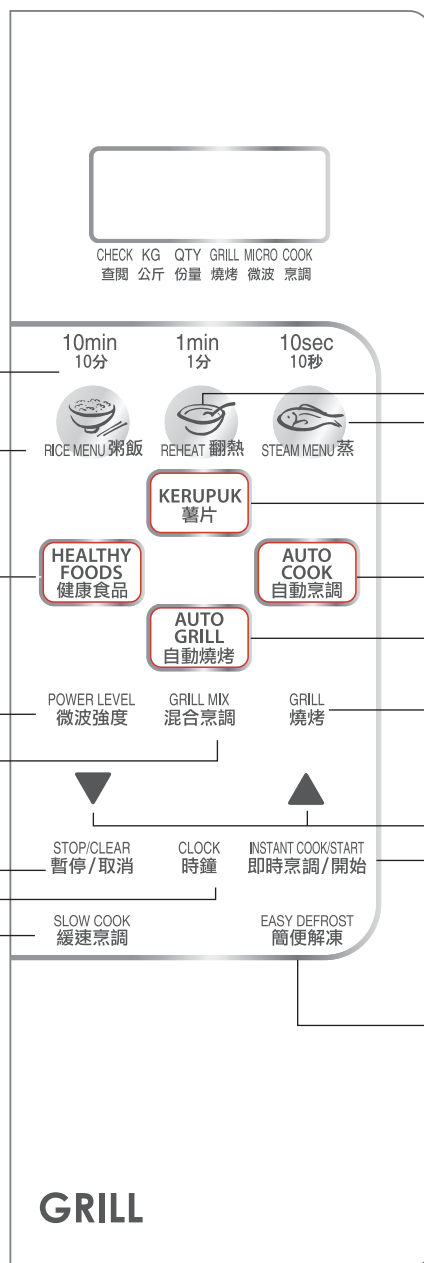 CHECK KG QTY GRILL MICRO COOK
查閱 公斤 份量 燒烤 微波 烹調
10min 1min 10sec
10分 1分 10秒
RICE MENU 粥飯 REHEAT 翻熱 STEAM MENU 蒸
KERUPUK
薯片
HEALTHY
FOODS
健康食品
AUTO
COOK
自動烹調
AUTO
GRILL
自動燒烤
POWER LEVEL GRILL MIX GRILL
微波強度 混合烹調 燒烤
STOP/CLEAR CLOCK INSTANT COOK/START
暫停/取消 時鐘 即時烹調/開始
SLOW COOK EASY DEFROST
緩速烹調 簡便解凍
GRILL